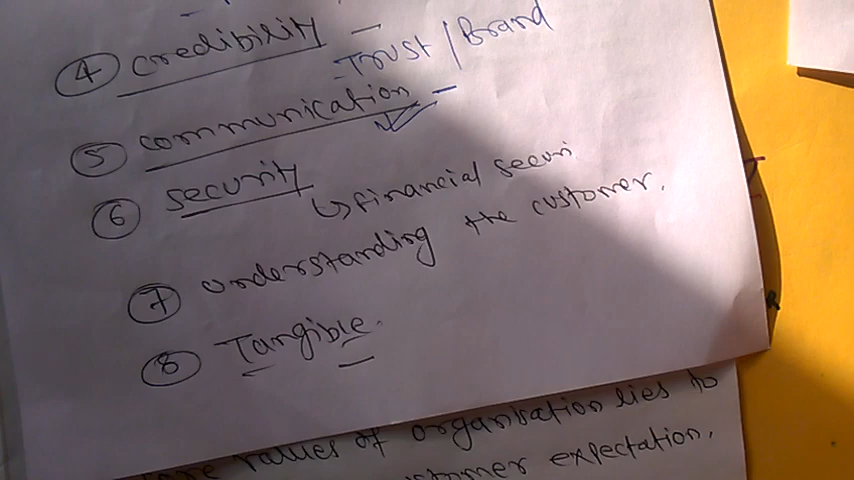 ④ credibility -
Trust / Brand
⑤ communication -
⑥ security
↳ Financial securi
⑦ understanding the customer.
⑧ Tangible.
values of organisation lies to
customer expectation,